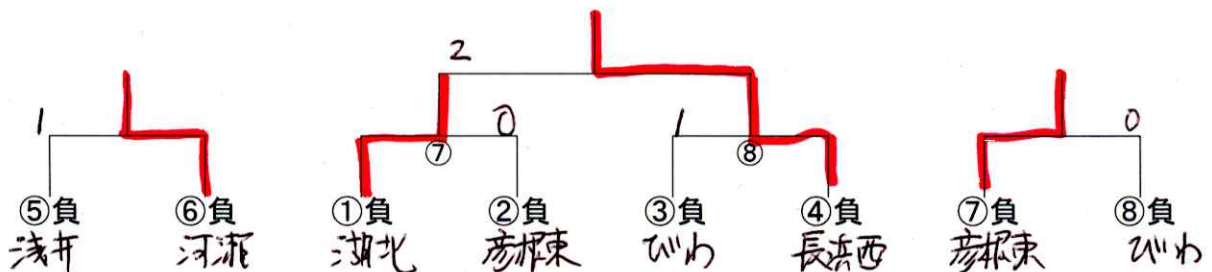 2
1 0 1 0
⑦ ⑧
⑤負 ⑥負 ①負 ②負 ③負 ④負 ⑦負 ⑧負
浅井 河瀬 湖北 彦根東 びわ 長浜西 彦根東 びわ